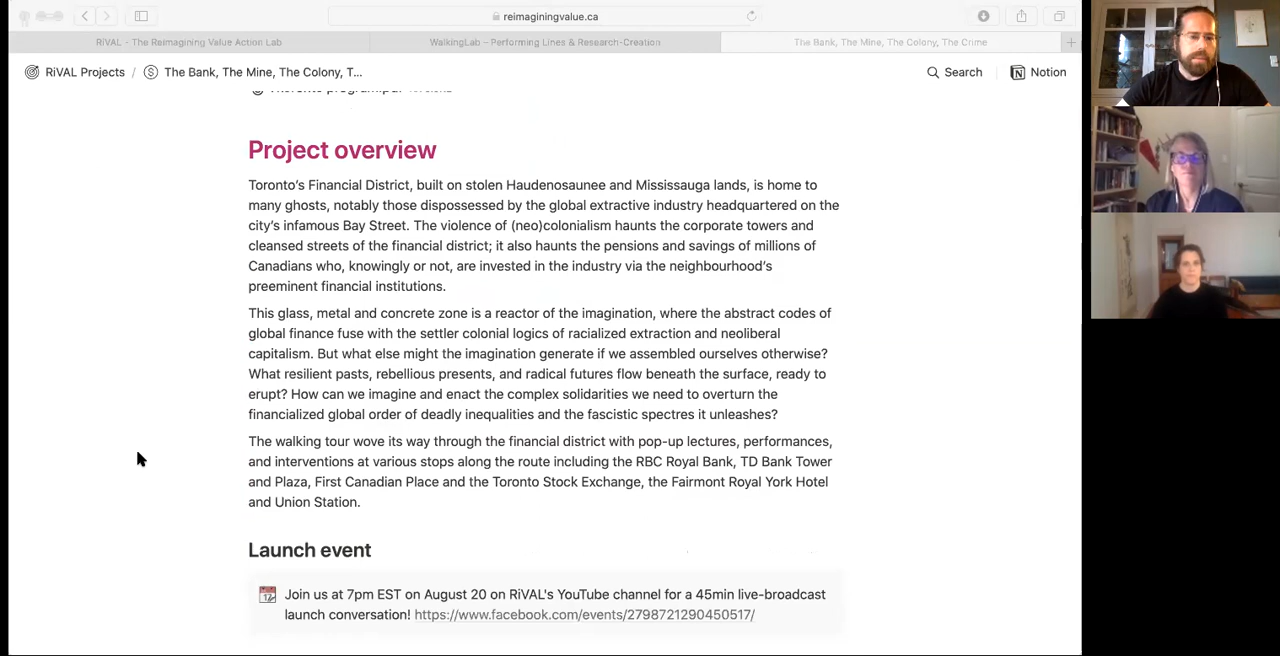 reimaginingvalue.ca
RiVAL - The Reimagining Value Action Lab
WalkingLab – Performing Lines & Research-Creation
The Bank, The Mine, The Colony, The Crime
RiVAL Projects / The Bank, The Mine, The Colony, T...
Search
Notion
Project overview
Toronto's Financial District, built on stolen Haudenosaunee and Mississauga lands, is home to
many ghosts, notably those dispossessed by the global extractive industry headquartered on the
city's infamous Bay Street. The violence of (neo)colonialism haunts the corporate towers and
cleansed streets of the financial district; it also haunts the pensions and savings of millions of
Canadians who, knowingly or not, are invested in the industry via the neighbourhood's
preeminent financial institutions.
This glass, metal and concrete zone is a reactor of the imagination, where the abstract codes of
global finance fuse with the settler colonial logics of racialized extraction and neoliberal
capitalism. But what else might the imagination generate if we assembled ourselves otherwise?
What resilient pasts, rebellious presents, and radical futures flow beneath the surface, ready to
erupt? How can we imagine and enact the complex solidarities we need to overturn the
financialized global order of deadly inequalities and the fascistic spectres it unleashes?
The walking tour wove its way through the financial district with pop-up lectures, performances,
and interventions at various stops along the route including the RBC Royal Bank, TD Bank Tower
and Plaza, First Canadian Place and the Toronto Stock Exchange, the Fairmont Royal York Hotel
and Union Station.
Launch event
Join us at 7pm EST on August 20 on RiVAL's YouTube channel for a 45min live-broadcast
launch conversation! https://www.facebook.com/events/2798721290450517/